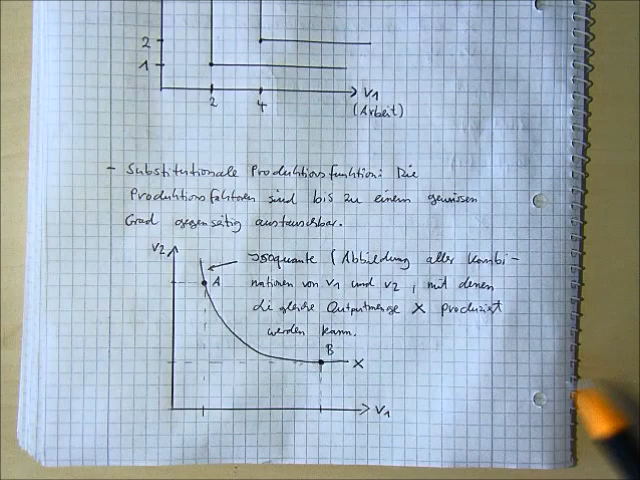 2
1
2
4
V1
(Arbeit)
- Substitutionale Produktionsfunktion: Die
Produktionsfaktoren sind bis zu einem gewissen
Grad gegenseitig austauschbar.
V2
Isoquante (Abbildung aller Kombi-
A
nationen von V1 und V2, mit denen
die gleiche Outputmenge X produziert
werden kann.
B
X
V1